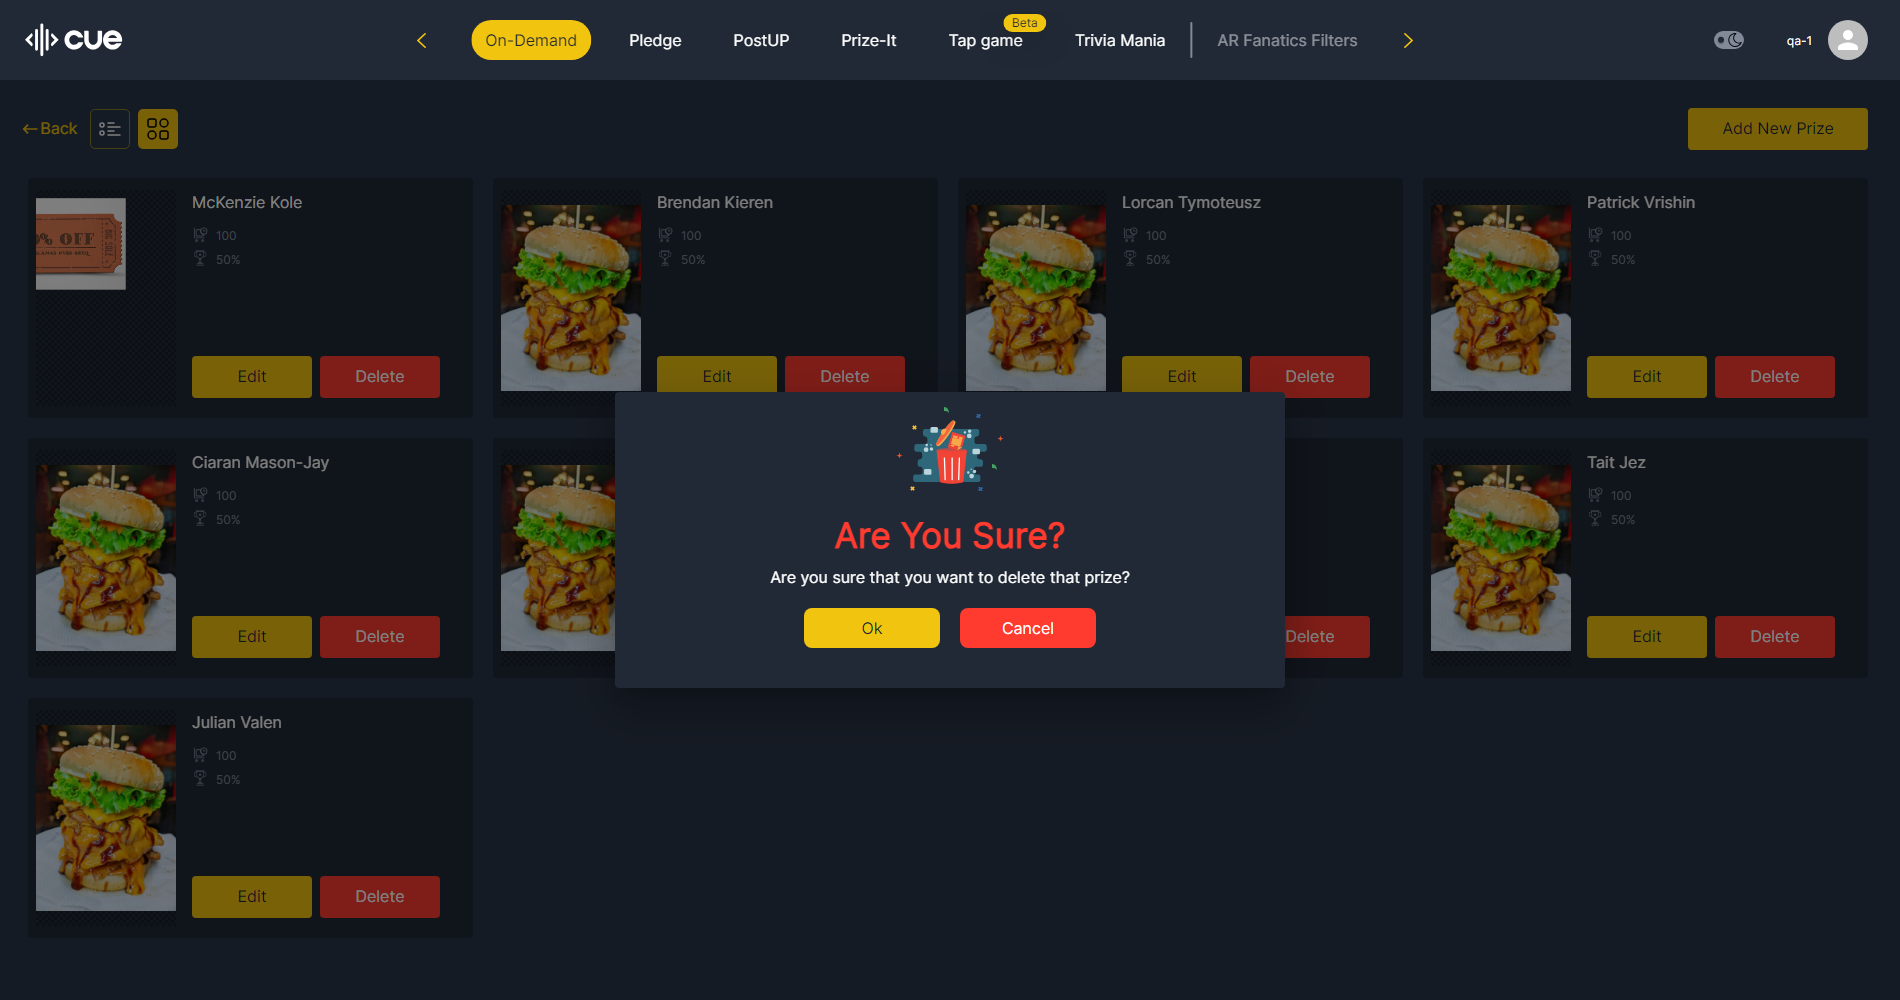 cue
On-Demand
Pledge
PostUP
Prize-It
Tap game
Beta
Trivia Mania
AR Fanatics Filters
qa-1
Back
Add New Prize
McKenzie Kole
100
50%
% OFF
Edit
Delete
Brendan Kieren
100
50%
Edit
Delete
Lorcan Tymoteusz
100
50%
Edit
Delete
Patrick Vrishin
100
50%
Edit
Delete
Are You Sure?
Are you sure that you want to delete that prize?
Ok
Cancel
Ciaran Mason-Jay
100
50%
Edit
Delete
Delete
Tait Jez
100
50%
Edit
Delete
Julian Valen
100
50%
Edit
Delete